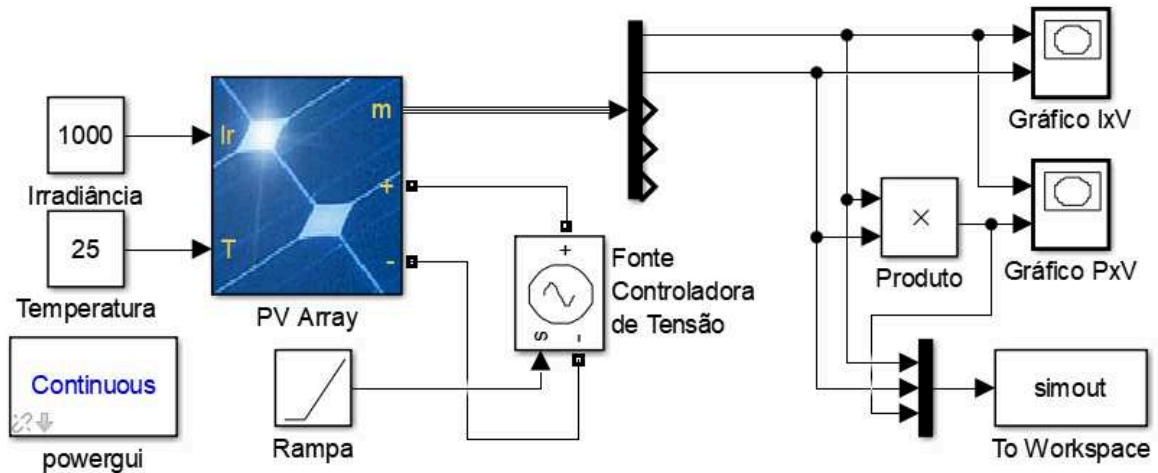 1000
Irradiância
25
Temperatura
Continuous
powergui
Ir
T
m
+
-
PV Array
Rampa
+
s
-
Fonte
Controladora
de Tensão
×
Produto
Gráfico IxV
Gráfico PxV
simout
To Workspace